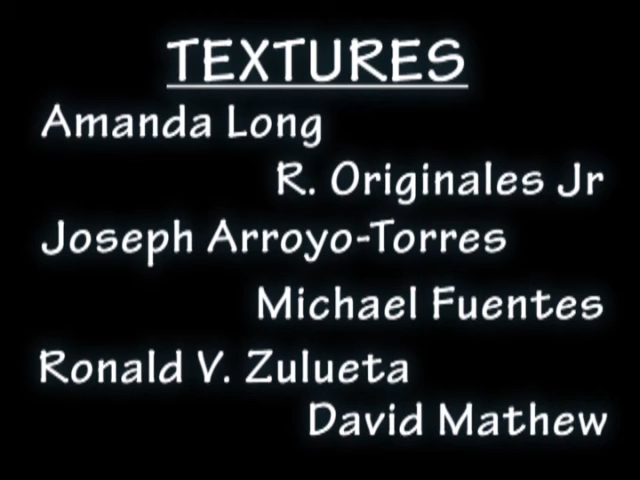 TEXTURES
Amanda Long
R. Originales Jr
Joseph Arroyo-Torres
Michael Fuentes
Ronald V. Zulueta
David Mathew